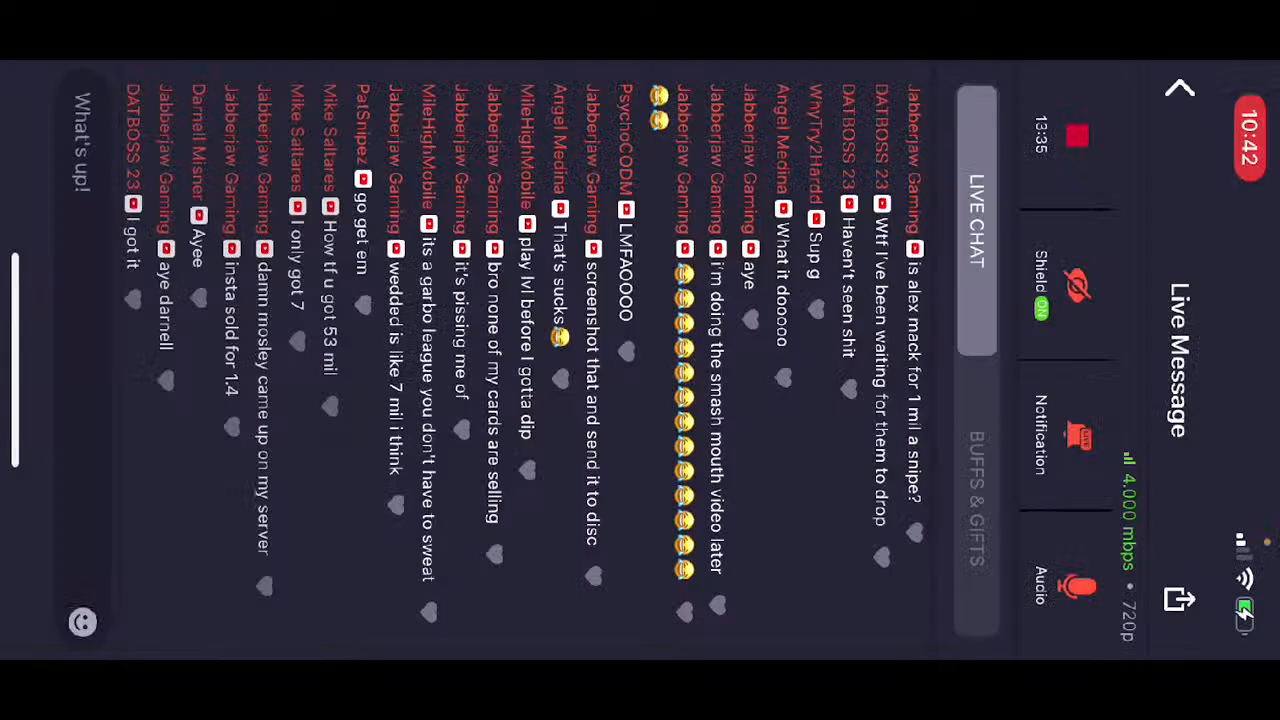 10:42
Live Message
4.000 mbps • 720p
13:35
Shield ON
Notification
LIVE
Audio
LIVE CHAT
BUFFS & GIFTS
Jabberjaw Gaming is alex mack for 1 mil a snipe?
DATBOSS 23 Wtf I've been waiting for them to drop
DATBOSS 23 Haven't seen shit
WhyTry2Hardd Sup g
Angel Medina What it dooooo
Jabberjaw Gaming aye
Jabberjaw Gaming i'm doing the smash mouth video later
Jabberjaw Gaming 😂😂😂😂😂😂😂😂😂😂😂😂😂
😂😂
PsychoCODM LMFAOOOO
Jabberjaw Gaming screenshot that and send it to disc
Angel Medina That's sucks😂
MileHighMobile play lvl before I gotta dip
Jabberjaw Gaming bro none of my cards are selling
Jabberjaw Gaming it's pissing me of
MileHighMobile its a garbo league you don't have to sweat
Jabberjaw Gaming wedded is like 7 mil i think
PatSnipez go get em
Mike Saltares How tf u got 53 mil
Mike Saltares I only got 7
Jabberjaw Gaming damn mosley came up on my server
Jabberjaw Gaming insta sold for 1.4
Darnell Misner Ayee
Jabberjaw Gaming aye darnell
DATBOSS 23 I got it
What's up!